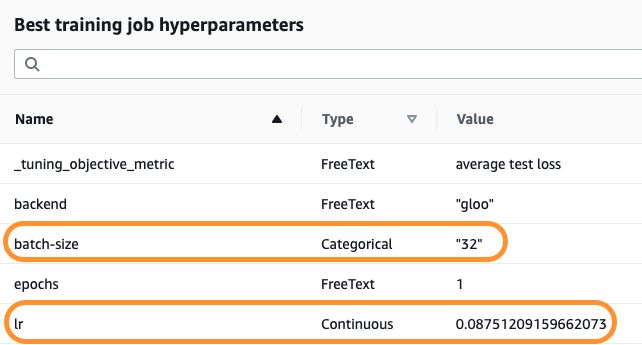 Best training job hyperparameters
Name Type Value
_tuning_objective_metric FreeText average test loss
backend FreeText "gloo"
batch-size Categorical "32"
epochs FreeText 1
lr Continuous 0.08751209159662073